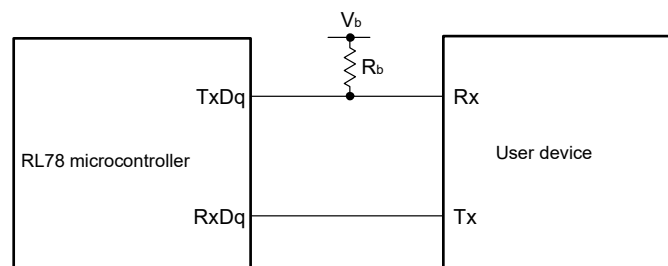 Vb
Rb
TxDq
Rx
RL78 microcontroller
User device
RxDq
Tx